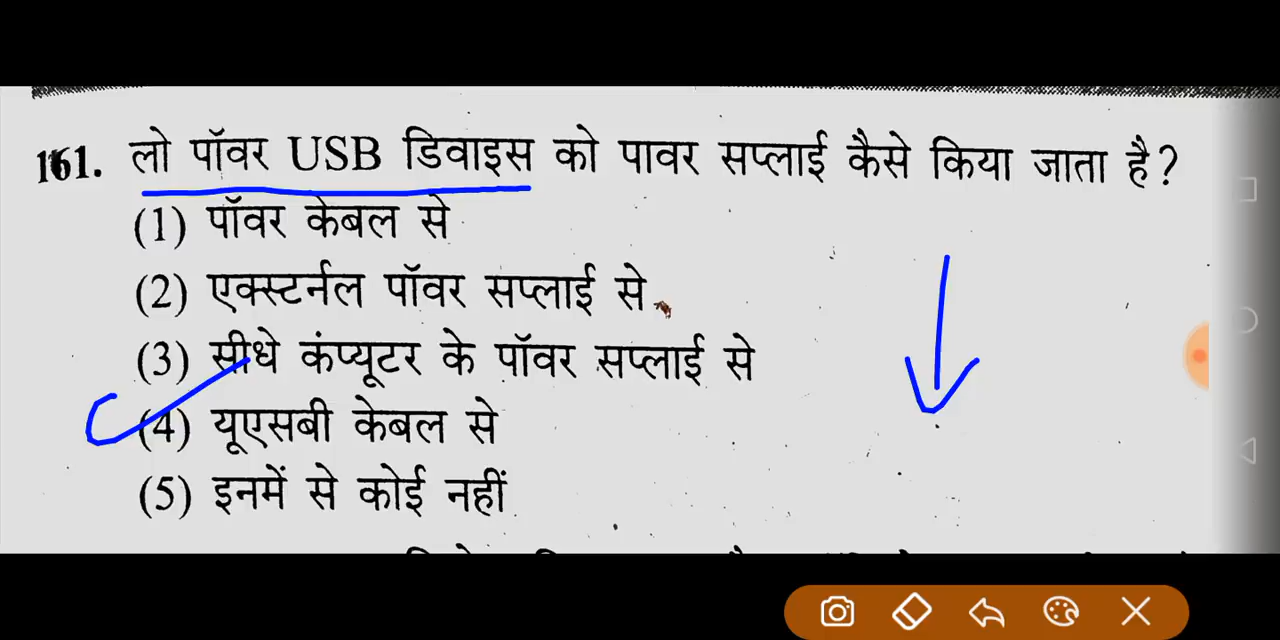 161. लो पॉवर USB डिवाइस को पावर सप्लाई कैसे किया जाता है?
(1) पॉवर केबल से
(2) एक्स्टर्नल पॉवर सप्लाई से
(3) सीधे कंप्यूटर के पॉवर सप्लाई से
(4) यूएसबी केबल से
(5) इनमें से कोई नहीं